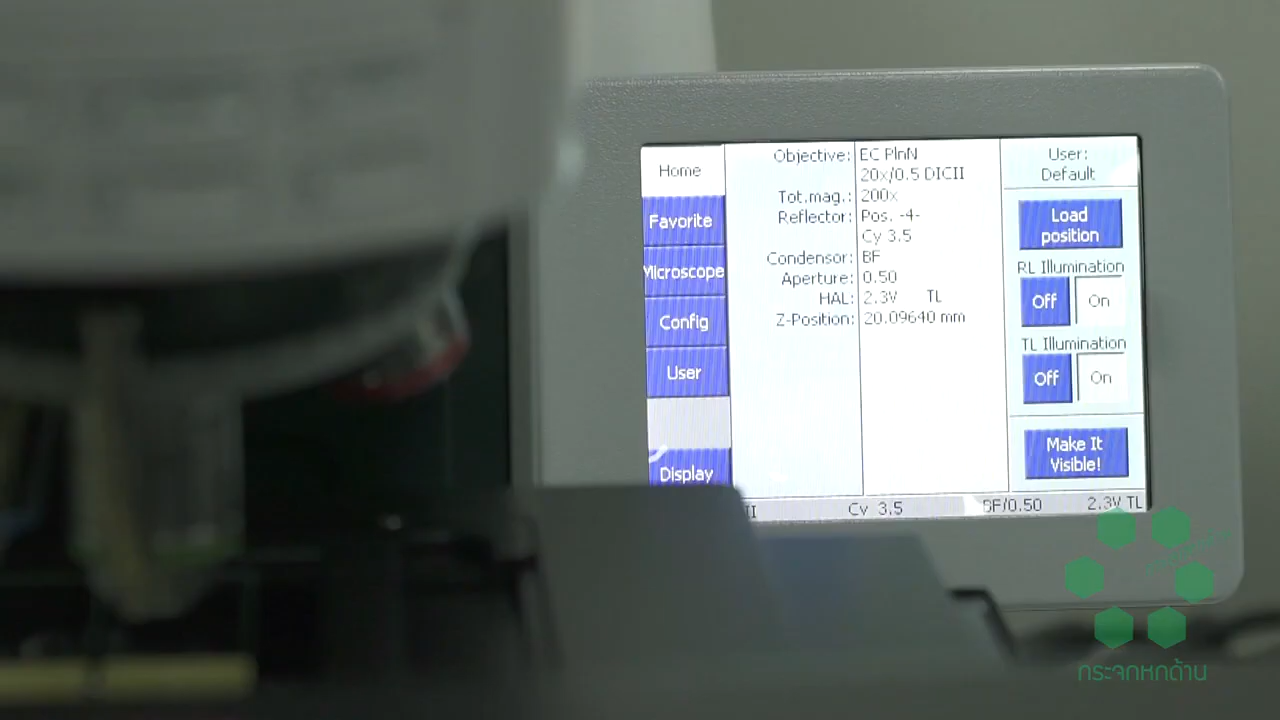 Home
Favorite
Microscope
Config
User
Display
Objective: EC PlnN
20x/0.5 DICII
Tot.mag.: 200x
Reflector: Pos. -4-
Cy 3.5
Condensor: BF
Aperture: 0.50
HAL: 2.3V TL
Z-Position: 20.09640 mm
User:
Default
Load
position
RL Illumination
Off On
TL Illumination
Off On
Make It
Visible!
II Cy 3.5 BF/0.50 2.3V TL
กระจกหกด้าน